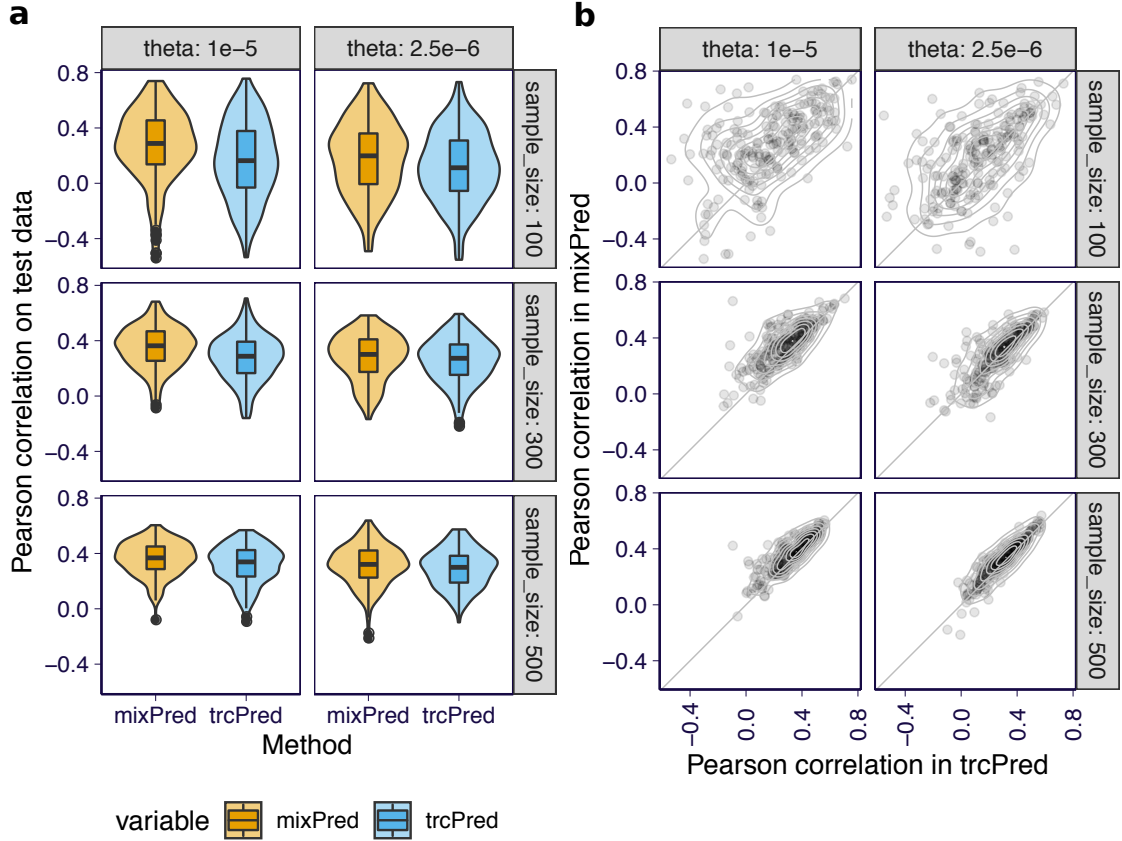 a
theta: 1e−5
theta: 2.5e−6
Pearson correlation on test data
0.8
0.4
0.0
−0.4
sample_size: 100
0.8
0.4
0.0
−0.4
sample_size: 300
0.8
0.4
0.0
−0.4
sample_size: 500
mixPred
trcPred
mixPred
trcPred
Method
variable
mixPred
trcPred
b
theta: 1e−5
theta: 2.5e−6
Pearson correlation in mixPred
0.8
0.4
0.0
−0.4
sample_size: 100
0.8
0.4
0.0
−0.4
sample_size: 300
0.8
0.4
0.0
−0.4
sample_size: 500
−0.4
0.0
0.4
0.8
−0.4
0.0
0.4
0.8
Pearson correlation in trcPred